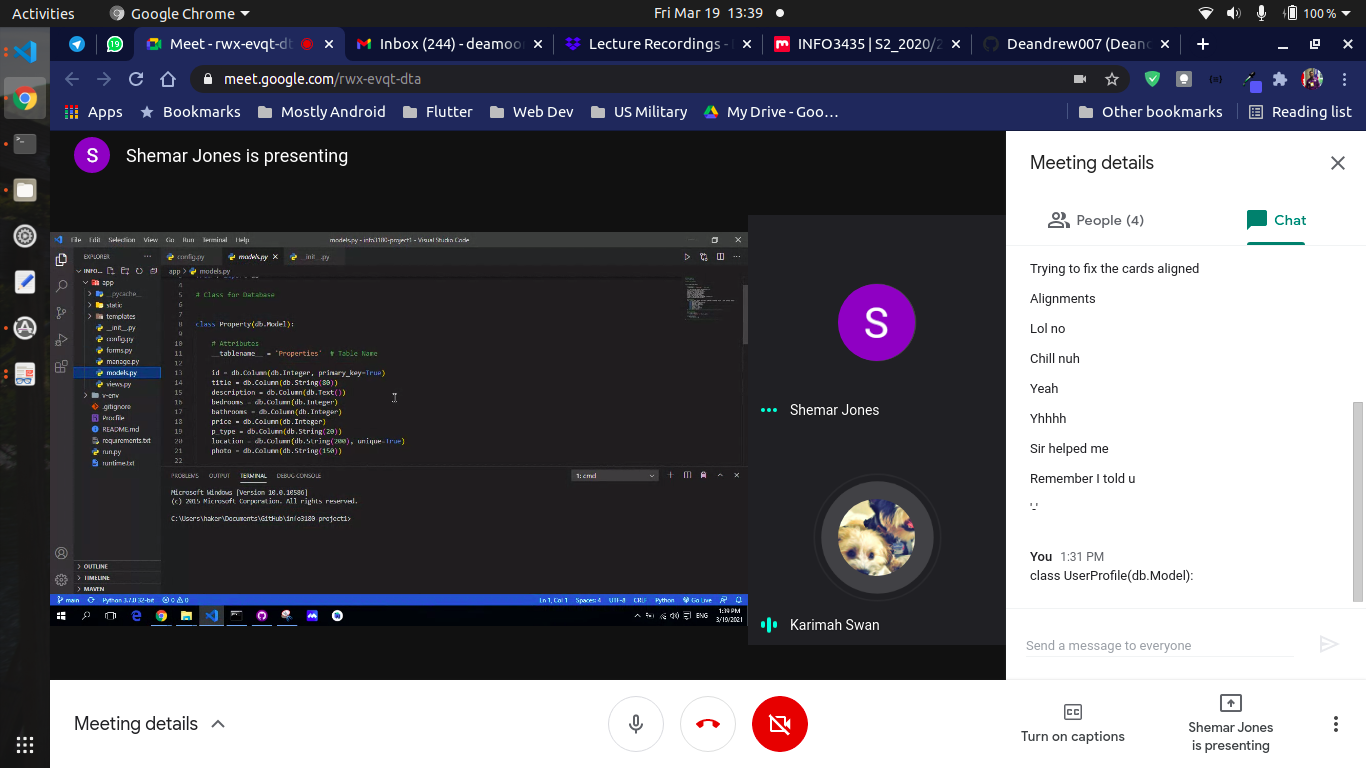 Activities Google Chrome Fri Mar 19 13:39 100 %
19 Meet - rwx-evqt-dt Inbox (244) - deamoor Lecture Recordings - INFO3435 | S2_2020/2 Deandrew007 (Deand
meet.google.com/rwx-evqt-dta
Apps Bookmarks Mostly Android Flutter Web Dev US Military My Drive - Goo… Other bookmarks Reading list
S Shemar Jones is presenting
File Edit Selection View Go Run Terminal Help models.py - info3180-project1 - Visual Studio Code
EXPLORER
INFO...
app
__pycache__
static
templates
__init__.py
config.py
forms.py
manage.py
models.py
views.py
v-env
.gitignore
Procfile
README.md
requirements.txt
run.py
runtime.txt
OUTLINE
TIMELINE
MAVEN
config.py models.py __init__.py
app > models.py
4
5 # Class for Database
6
7
8 class Property(db.Model):
9
10 # Attributes
11 __tablename__ = 'Properties' # Table Name
12
13 id = db.Column(db.Integer, primary_key=True)
14 title = db.Column(db.String(80))
15 description = db.Column(db.Text())
16 bedrooms = db.Column(db.Integer)
17 bathrooms = db.Column(db.Integer)
18 price = db.Column(db.Integer)
19 p_type = db.Column(db.String(20))
20 location = db.Column(db.String(200), unique=True)
21 photo = db.Column(db.String(150))
22
PROBLEMS OUTPUT TERMINAL DEBUG CONSOLE 1: cmd
Microsoft Windows [Version 10.0.10586]
(c) 2015 Microsoft Corporation. All rights reserved.
C:\Users\haker\Documents\GitHub\info3180-project1>
main Python 3.7.0 32-bit 0 0 Ln 1, Col 1 Spaces: 4 UTF-8 CRLF Python Go Live
ENG 1:39 PM
3/19/2021
S
Shemar Jones
Karimah Swan
Meeting details
People (4) Chat
Trying to fix the cards aligned
Alignments
Lol no
Chill nuh
Yeah
Yhhhh
Sir helped me
Remember I told u
'-'
You 1:31 PM
class UserProfile(db.Model):
Send a message to everyone
Meeting details
CC
Turn on captions
Shemar Jones
is presenting